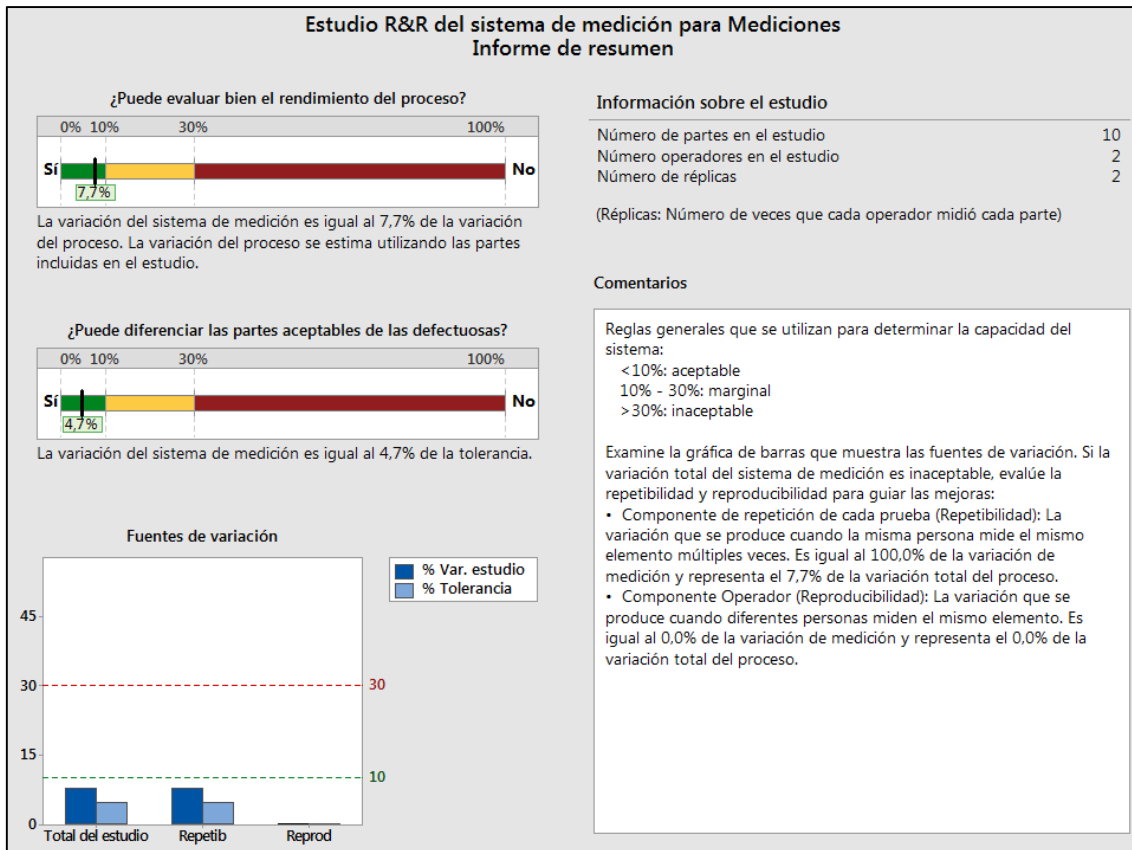 Estudio R&R del sistema de medición para Mediciones
Informe de resumen
¿Puede evaluar bien el rendimiento del proceso?
0% 10% 30% 100%
Sí No
7,7%
La variación del sistema de medición es igual al 7,7% de la variación
del proceso. La variación del proceso se estima utilizando las partes
incluidas en el estudio.
¿Puede diferenciar las partes aceptables de las defectuosas?
0% 10% 30% 100%
Sí No
4,7%
La variación del sistema de medición es igual al 4,7% de la tolerancia.
Fuentes de variación
% Var. estudio
% Tolerancia
45
30 30
15
10
0
Total del estudio Repetib Reprod
Información sobre el estudio
Número de partes en el estudio 10
Número operadores en el estudio 2
Número de réplicas 2
(Réplicas: Número de veces que cada operador midió cada parte)
Comentarios
Reglas generales que se utilizan para determinar la capacidad del
sistema:
<10%: aceptable
10% - 30%: marginal
>30%: inaceptable
Examine la gráfica de barras que muestra las fuentes de variación. Si la
variación total del sistema de medición es inaceptable, evalúe la
repetibilidad y reproducibilidad para guiar las mejoras:
• Componente de repetición de cada prueba (Repetibilidad): La
variación que se produce cuando la misma persona mide el mismo
elemento múltiples veces. Es igual al 100,0% de la variación de
medición y representa el 7,7% de la variación total del proceso.
• Componente Operador (Reproducibilidad): La variación que se
produce cuando diferentes personas miden el mismo elemento. Es
igual al 0,0% de la variación de medición y representa el 0,0% de la
variación total del proceso.